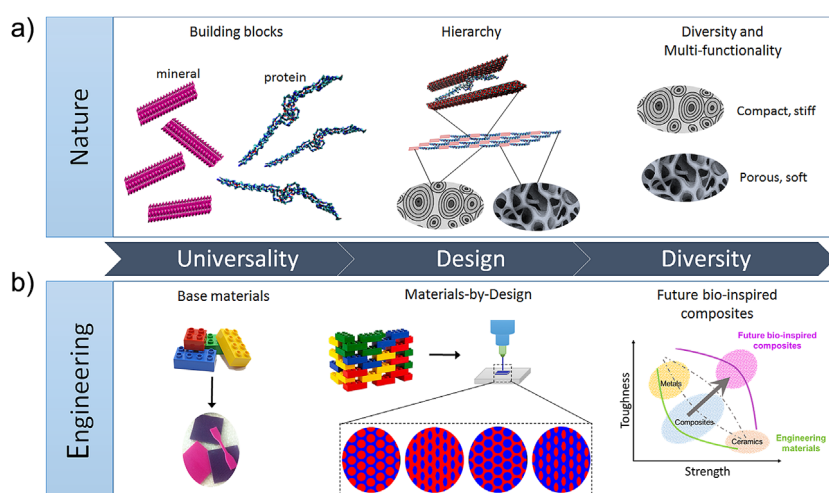 a)
Nature
Building blocks
mineral
protein
Hierarchy
Diversity and
Multi-functionality
Compact, stiff
Porous, soft
Universality
Design
Diversity
b)
Engineering
Base materials
Materials-by-Design
Future bio-inspired
composites
Toughness
Future bio-inspired
composites
Metals
Composites
Ceramics
Engineering
materials
Strength